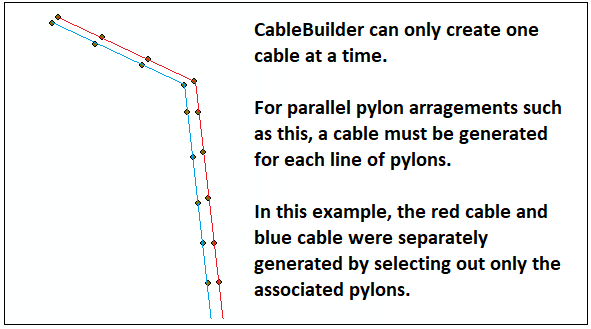 CableBuilder can only create one
cable at a time.
For parallel pylon arragements such
as this, a cable must be generated
for each line of pylons.
In this example, the red cable and
blue cable were separately
generated by selecting out only the
associated pylons.